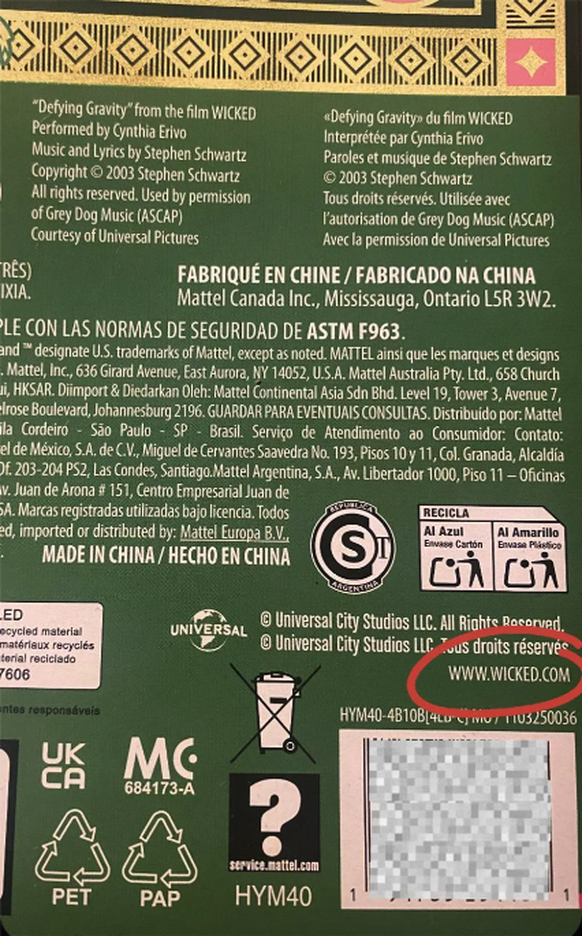 “Defying Gravity” from the film WICKED
Performed by Cynthia Erivo
Music and Lyrics by Stephen Schwartz
Copyright © 2003 Stephen Schwartz
All rights reserved. Used by permission
of Grey Dog Music (ASCAP)
Courtesy of Universal Pictures
«Defying Gravity» du film WICKED
Interprétée par Cynthia Erivo
Paroles et musique de Stephen Schwartz
© 2003 Stephen Schwartz
Tous droits réservés. Utilisée avec
l’autorisation de Grey Dog Music (ASCAP)
Avec la permission de Universal Pictures
TRÊS)
IXIA.
FABRIQUÉ EN CHINE / FABRICADO NA CHINA
Mattel Canada Inc., Mississauga, Ontario L5R 3W2.
PLE CON LAS NORMAS DE SEGURIDAD DE ASTM F963.
and ™ designate U.S. trademarks of Mattel, except as noted. MATTEL ainsi que les marques et designs
. Mattel, Inc., 636 Girard Avenue, East Aurora, NY 14052, U.S.A. Mattel Australia Pty. Ltd., 658 Church
ui, HKSAR. Diimport & Diedarkan Oleh: Mattel Continental Asia Sdn Bhd. Level 19, Tower 3, Avenue 7,
elrose Boulevard, Johannesburg 2196. GUARDAR PARA EVENTUAIS CONSULTAS. Distribuído por: Mattel
ila Cordeiro - São Paulo - SP - Brasil. Serviço de Atendimento ao Consumidor: Contato:
el de México, S.A. de C.V., Miguel de Cervantes Saavedra No. 193, Pisos 10 y 11, Col. Granada, Alcaldía
Of. 203-204 PS2, Las Condes, Santiago.Mattel Argentina, S.A., Av. Libertador 1000, Piso 11 – Oficinas
Av. Juan de Arona # 151, Centro Empresarial Juan de
SA. Marcas registradas utilizadas bajo licencia. Todos
ed, imported or distributed by: Mattel Europa B.V.,
MADE IN CHINA / HECHO EN CHINA
REPUBLICA
S T
ARGENTINA
RECICLA
Al Azul
Envase Cartón
Al Amarillo
Envase Plástico
LED
recycled material
matériaux recyclés
terial reciclado
7606
UNIVERSAL
© Universal City Studios LLC. All Rights Reserved.
© Universal City Studios LLC. Tous droits réservés.
WWW.WICKED.COM
ntes responsáveis
HYM40-4B10B
1103250036
UK
CA
MC
684173-A
PET
PAP
?
service.mattel.com
HYM40
1
1